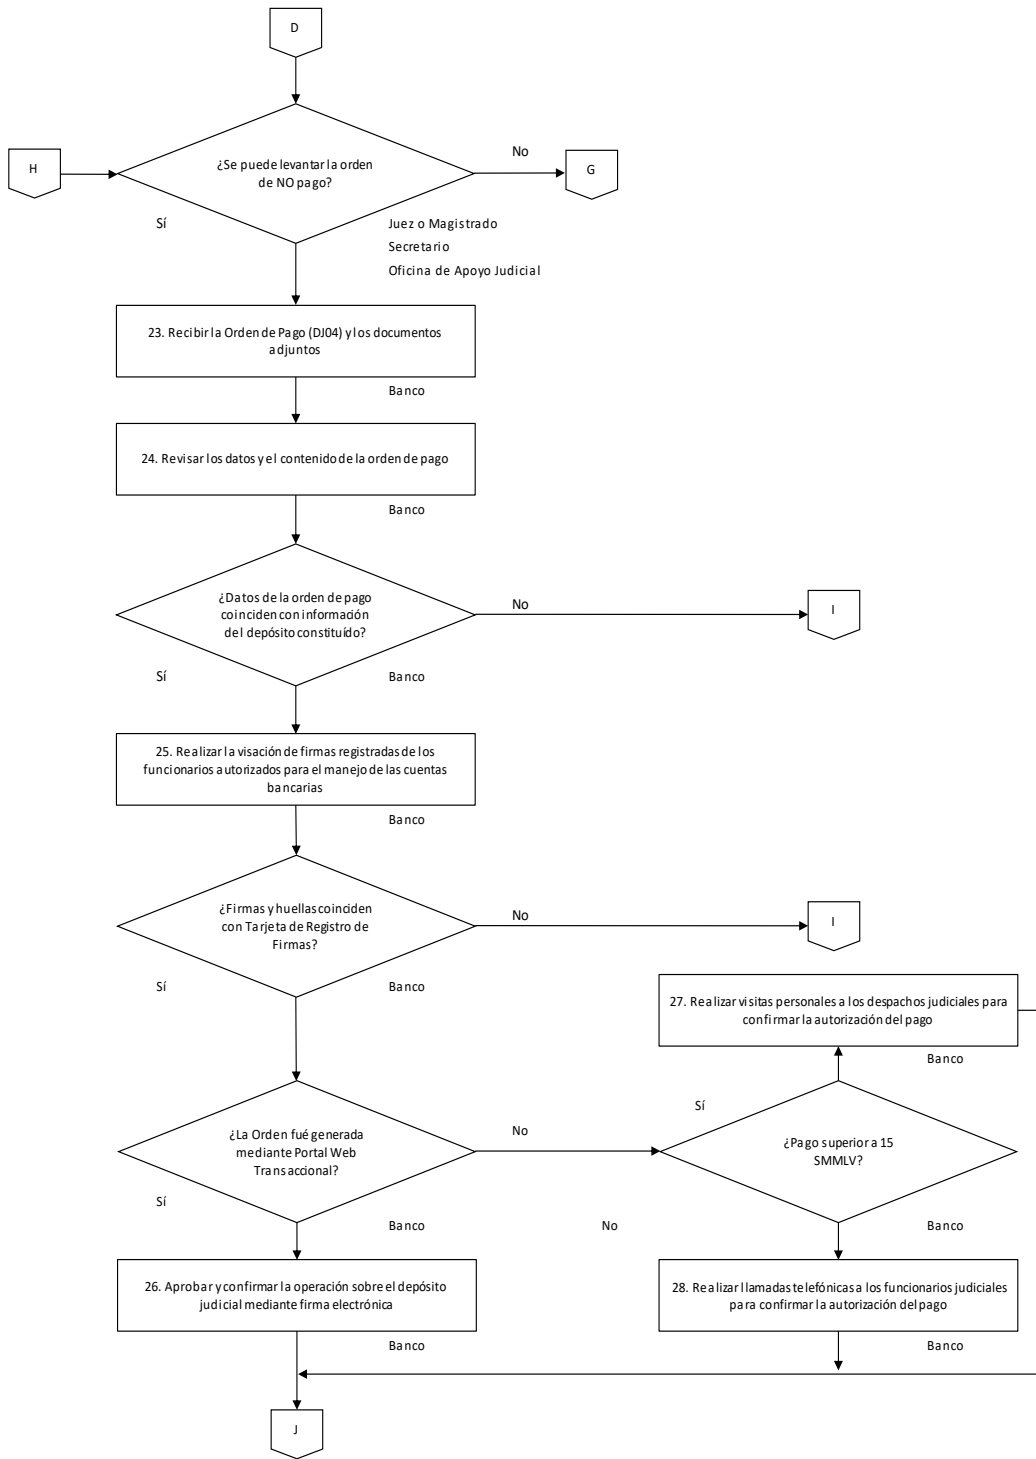 D
H
¿Se puede levantar la orden
de NO pago?
No
G
Sí
Juez o Magistrado
Secretario
Oficina de Apoyo Judicial
23. Recibir la Orden de Pago (DJ04) y los documentos
adjuntos
Banco
24. Revisar los datos y el contenido de la orden de pago
Banco
¿Datos de la orden de pago
coinciden con información
del depósito constituído?
No
I
Sí
Banco
25. Realizar la visación de firmas registradas de los
funcionarios autorizados para el manejo de las cuentas
bancarias
Banco
¿Firmas y huellas coinciden
con Tarjeta de Registro de
Firmas?
No
I
Sí
Banco
27. Realizar visitas personales a los despachos judiciales para
confirmar la autorización del pago
Banco
Sí
¿La Orden fué generada
mediante Portal Web
Transaccional?
No
¿Pago superior a 15
SMMLV?
Sí
Banco
No
Banco
26. Aprobar y confirmar la operación sobre el depósito
judicial mediante firma electrónica
28. Realizar llamadas telefónicas a los funcionarios judiciales
para confirmar la autorización del pago
Banco
Banco
J